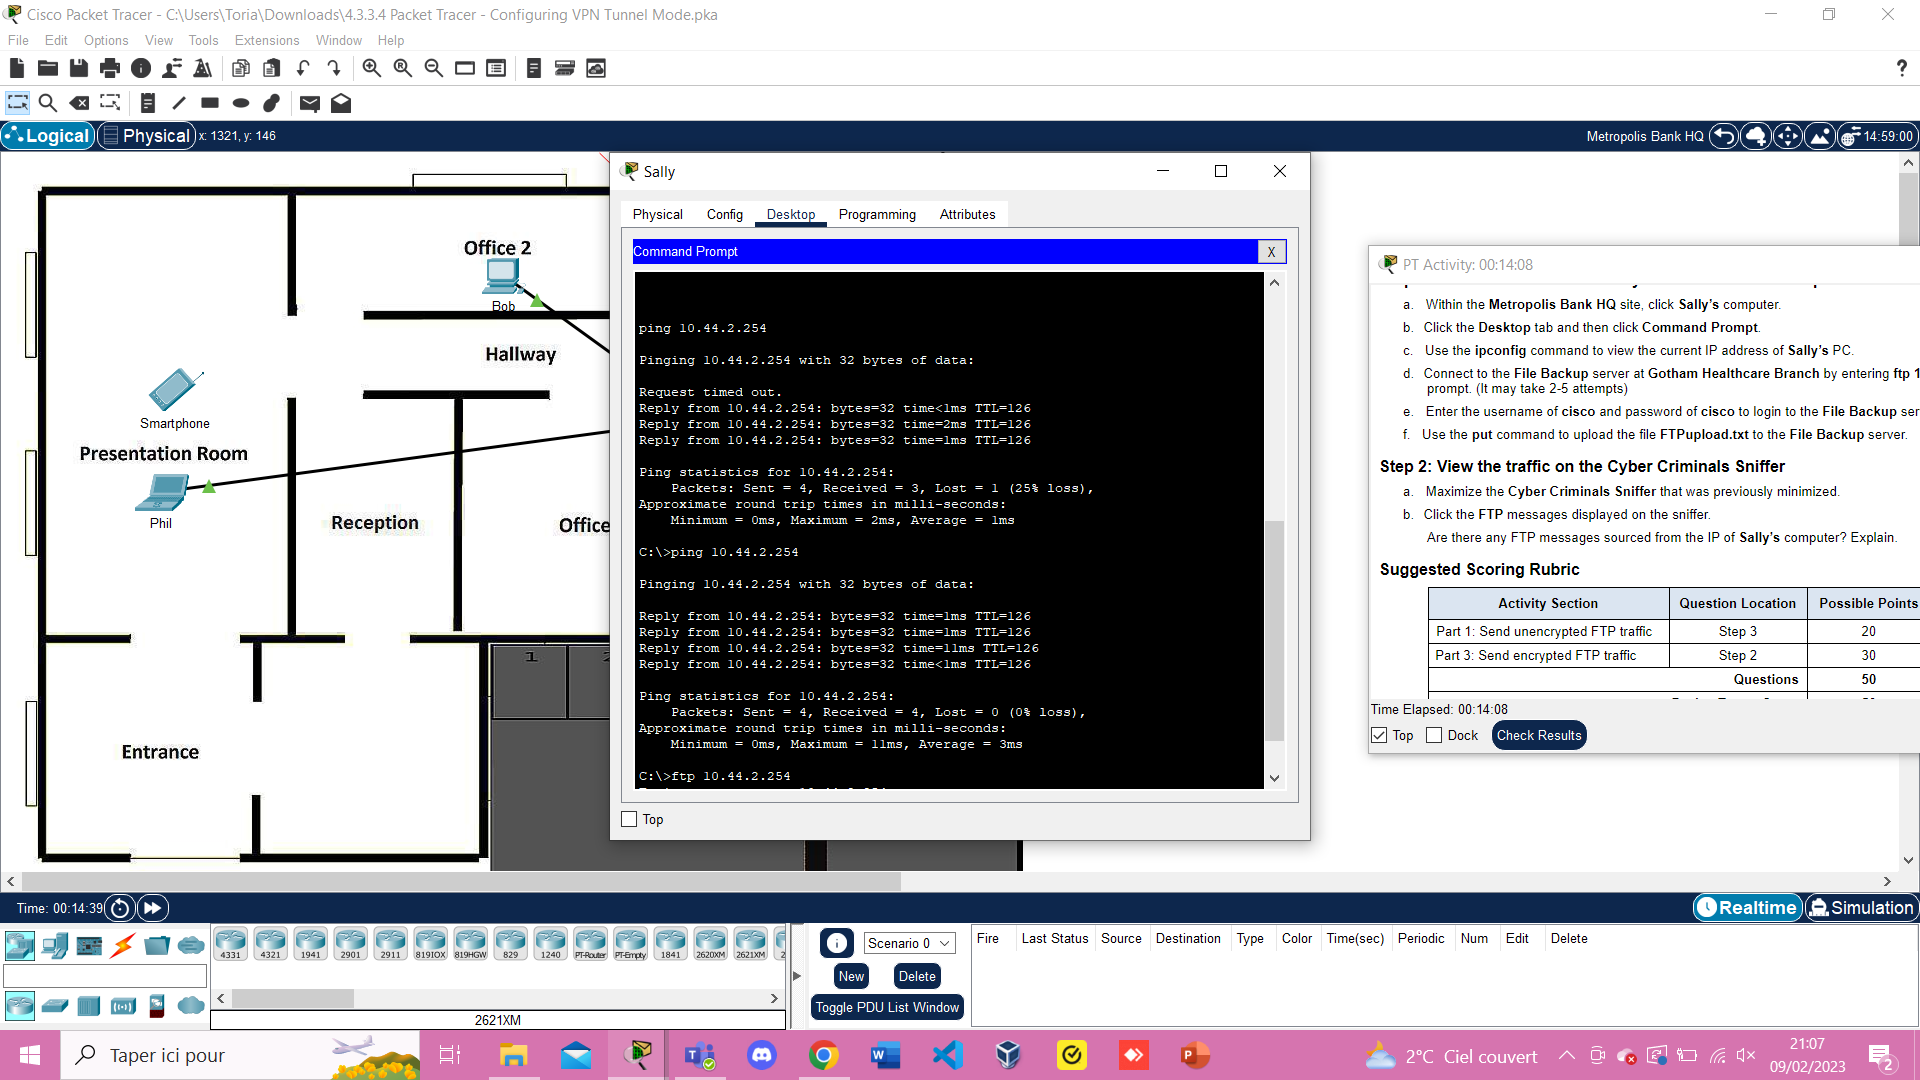 Cisco Packet Tracer - C:\Users\Toria\Downloads\4.3.3.4 Packet Tracer - Configuring VPN Tunnel Mode.pka
File Edit Options View Tools Extensions Window Help
Logical Physical x: 1321, y: 146
Metropolis Bank HQ 14:59:00
Office 2
Bob
Hallway
Smartphone
Presentation Room
Phil
Reception
Office
1
Entrance
Sally
Physical Config Desktop Programming Attributes
Command Prompt X
ping 10.44.2.254
Pinging 10.44.2.254 with 32 bytes of data:
Request timed out.
Reply from 10.44.2.254: bytes=32 time<1ms TTL=126
Reply from 10.44.2.254: bytes=32 time=2ms TTL=126
Reply from 10.44.2.254: bytes=32 time=1ms TTL=126
Ping statistics for 10.44.2.254:
Packets: Sent = 4, Received = 3, Lost = 1 (25% loss),
Approximate round trip times in milli-seconds:
Minimum = 0ms, Maximum = 2ms, Average = 1ms
C:\>ping 10.44.2.254
Pinging 10.44.2.254 with 32 bytes of data:
Reply from 10.44.2.254: bytes=32 time=1ms TTL=126
Reply from 10.44.2.254: bytes=32 time=1ms TTL=126
Reply from 10.44.2.254: bytes=32 time=11ms TTL=126
Reply from 10.44.2.254: bytes=32 time<1ms TTL=126
Ping statistics for 10.44.2.254:
Packets: Sent = 4, Received = 4, Lost = 0 (0% loss),
Approximate round trip times in milli-seconds:
Minimum = 0ms, Maximum = 11ms, Average = 3ms
C:\>ftp 10.44.2.254
Top
PT Activity: 00:14:08
a. Within the Metropolis Bank HQ site, click Sally's computer.
b. Click the Desktop tab and then click Command Prompt.
c. Use the ipconfig command to view the current IP address of Sally's PC.
d. Connect to the File Backup server at Gotham Healthcare Branch by entering ftp 1
prompt. (It may take 2-5 attempts)
e. Enter the username of cisco and password of cisco to login to the File Backup ser
f. Use the put command to upload the file FTPupload.txt to the File Backup server.
Step 2: View the traffic on the Cyber Criminals Sniffer
a. Maximize the Cyber Criminals Sniffer that was previously minimized.
b. Click the FTP messages displayed on the sniffer.
Are there any FTP messages sourced from the IP of Sally's computer? Explain.
Suggested Scoring Rubric
Activity Section Question Location Possible Points
Part 1: Send unencrypted FTP traffic Step 3 20
Part 3: Send encrypted FTP traffic Step 2 30
Questions 50
Time Elapsed: 00:14:08
Top Dock Check Results
Time: 00:14:39
Realtime Simulation
4331 4321 1941 2901 2911 819IOX 819HGW 829 1240 PT-Router PT-Empty 1841 2620XM 2621XM
2621XM
Scenario 0
New Delete
Toggle PDU List Window
Fire Last Status Source Destination Type Color Time(sec) Periodic Num Edit Delete
Taper ici pour
2°C Ciel couvert
21:07
09/02/2023
2